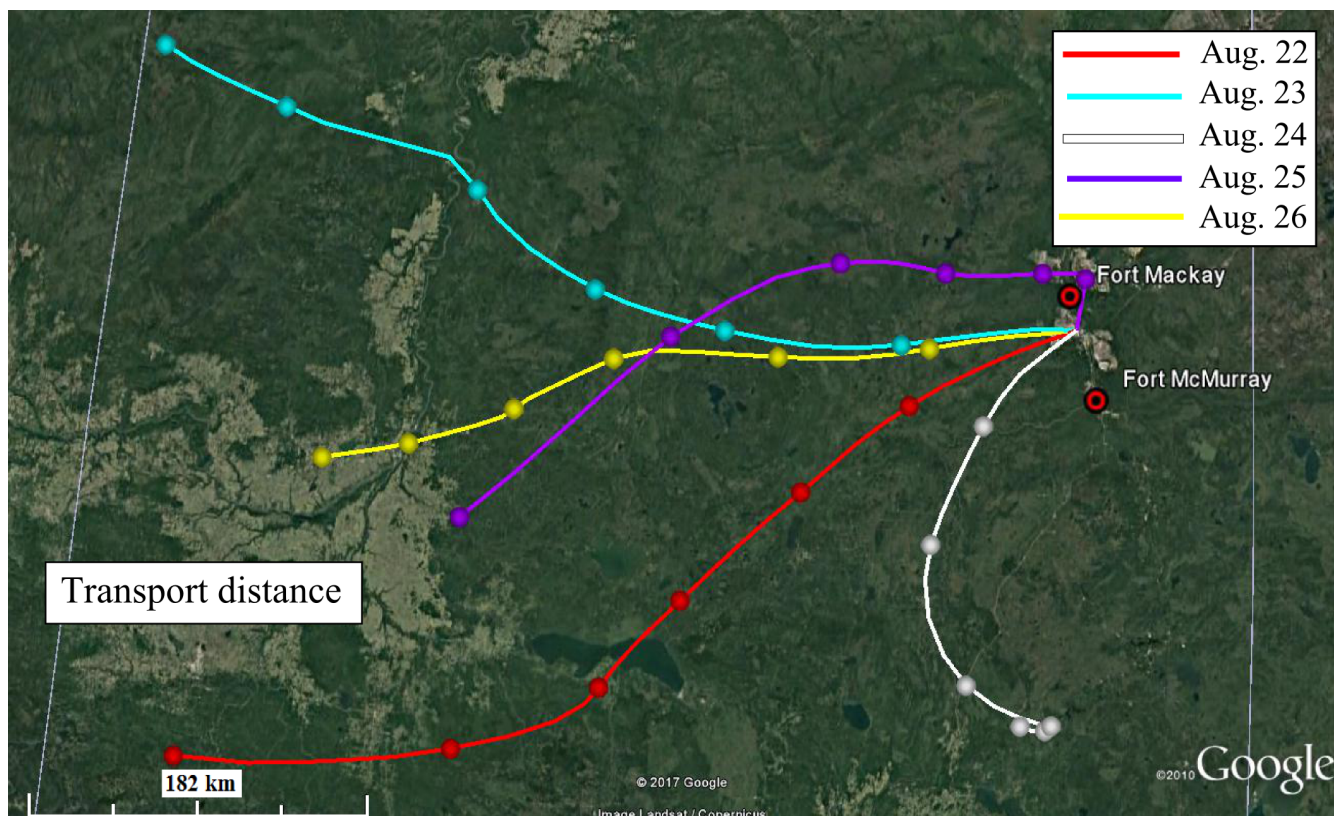 Aug. 22
Aug. 23
Aug. 24
Aug. 25
Aug. 26
Fort Mackay
Fort McMurray
Transport distance
182 km
© 2017 Google
©2010 Google
Image Landsat / Copernicus